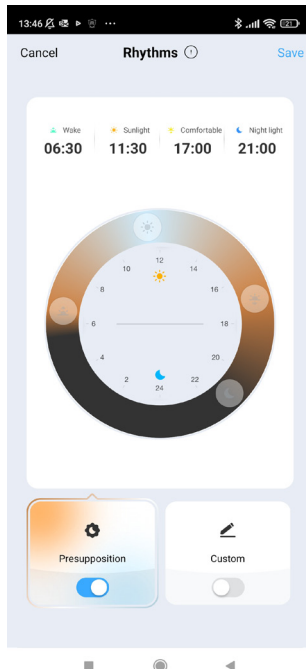 13:46 ... 21
Cancel Rhythms Save
Wake Sunlight Comfortable Night light
06:30 11:30 17:00 21:00
12
10 14
8 16
6 18
4 20
2 22
24
Presupposition Custom